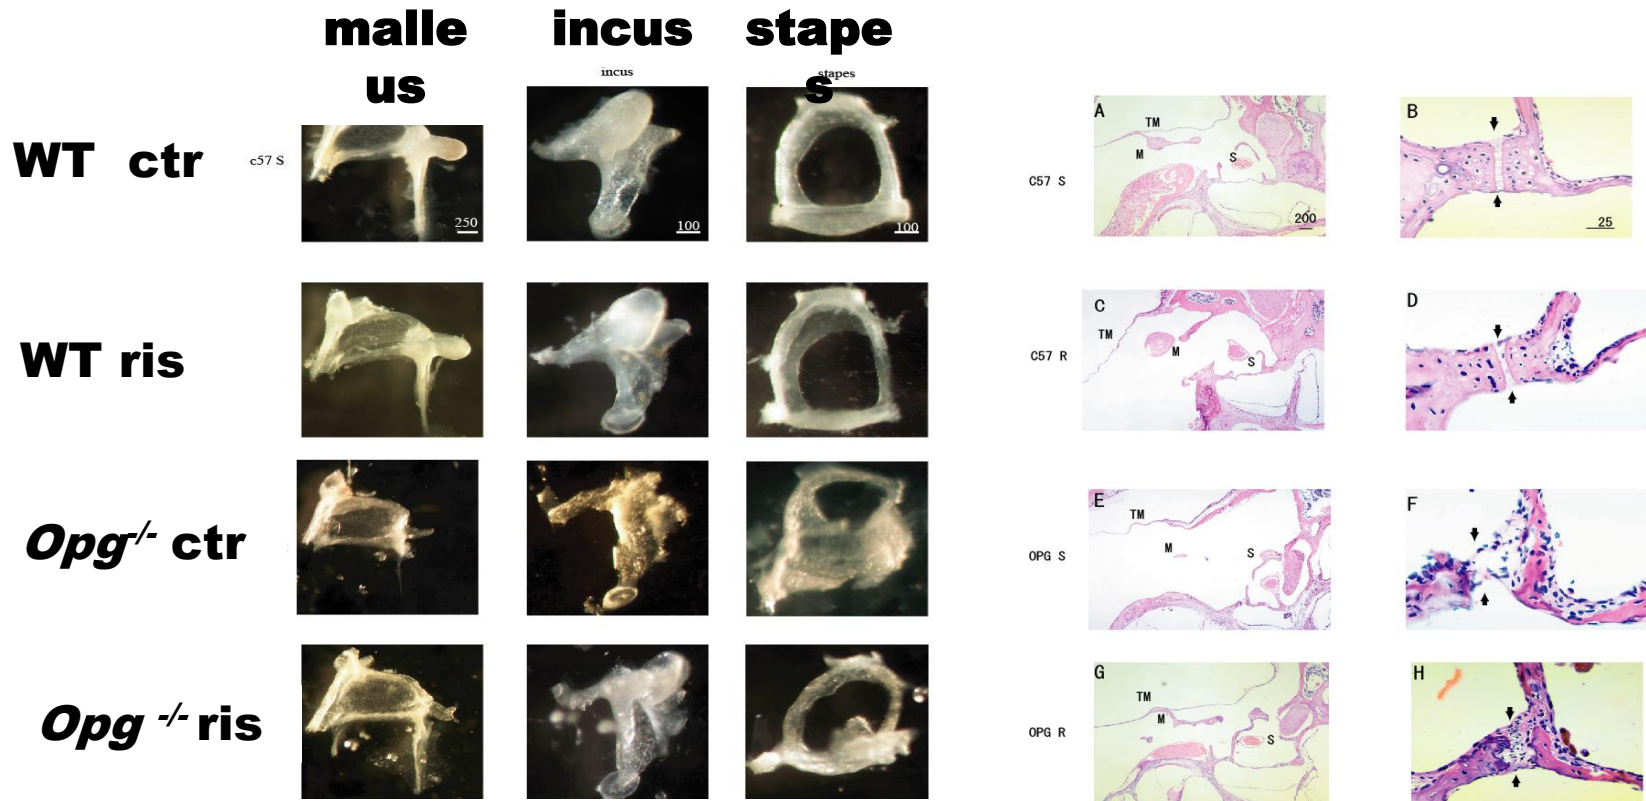 malle
us
incus
stape
s
incus
stapes
WT ctr
c57 S
250
100
100
WT ris
Opg-/- ctr
Opg -/- ris
C57 S
A
TM
M
S
200
B
25
C57 R
C
TM
M
S
D
OPG S
E
TM
M
S
F
OPG R
G
TM
M
S
H